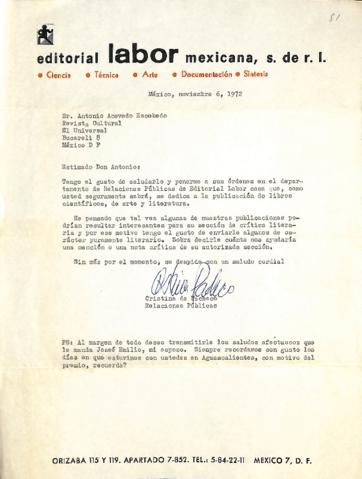 81
editorial labor mexicana, s. de r. l.
• Ciencia • Técnica • Arte • Documentación • Síntesis
México, noviembre 6, 1972
Sr. Antonio Acevedo Escobedo
Revista Cultural
El Universal
Bucareli 8
México D F
Estimado Don Antonio:
Tengo el gusto de saludarlo y ponerme a sus órdenes en el depar-
tamento de Relaciones Públicas de Editorial Labor casa que, como
usted seguramente sabrá, se dedica a la publicación de libros
científicos, de arte y literatura.
He pensado que tal vez algunas de nuestras publicaciones po-
drían resultar interesantes para su sección de crítica litera-
ria y por ese motivo tengo el gusto de enviarle algunos de ca-
rácter puramente literario. Sobra decirle cuánto nos ayudaría
una mención o una nota crítica de su autorizada sección.
Sin más por el momento, se despide con un saludo cordial
Cristina de Pacheco
Relaciones Públicas
PS: Al margen de todo deseo transmitirle los saludos afectuosos que
le manda José Emilio, mi esposo. Siempre recordamos con gusto los
días en que estuvimos con ustedes en Aguascalientes, con motivo del
premio, recuerda?
ORIZABA 115 Y 119. APARTADO 7-852. TEL.: 5-84-22-11 MEXICO 7, D. F.